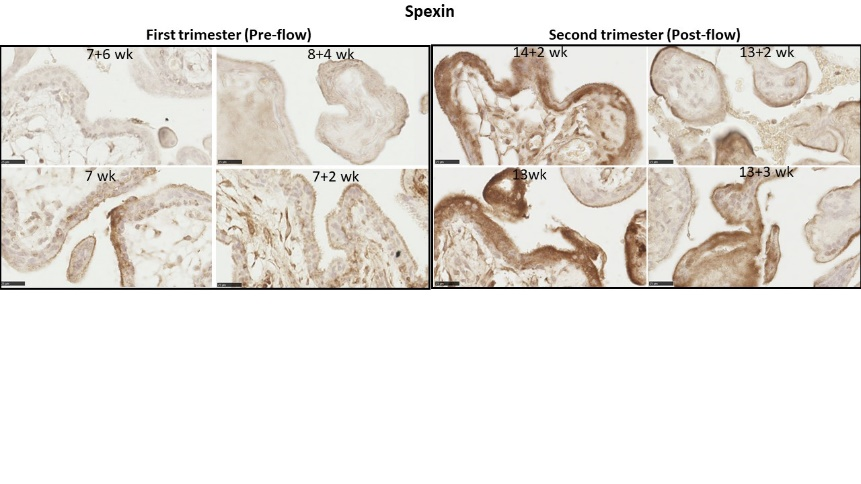 Spexin
First trimester (Pre-flow)
Second trimester (Post-flow)
7+6 wk
8+4 wk
14+2 wk
13+2 wk
7 wk
7+2 wk
13wk
13+3 wk